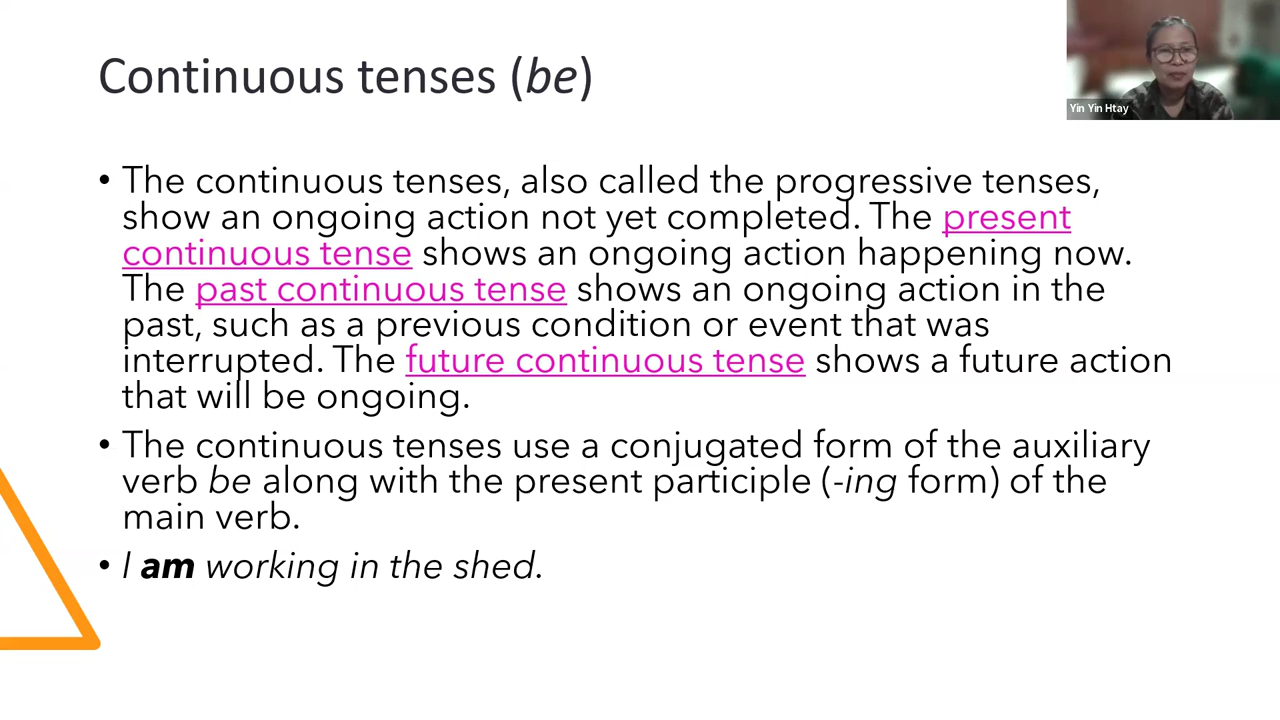 Continuous tenses (be)
Yin Yin Htay
• The continuous tenses, also called the progressive tenses,
show an ongoing action not yet completed. The present
continuous tense shows an ongoing action happening now.
The past continuous tense shows an ongoing action in the
past, such as a previous condition or event that was
interrupted. The future continuous tense shows a future action
that will be ongoing.
• The continuous tenses use a conjugated form of the auxiliary
verb be along with the present participle (-ing form) of the
main verb.
• I am working in the shed.